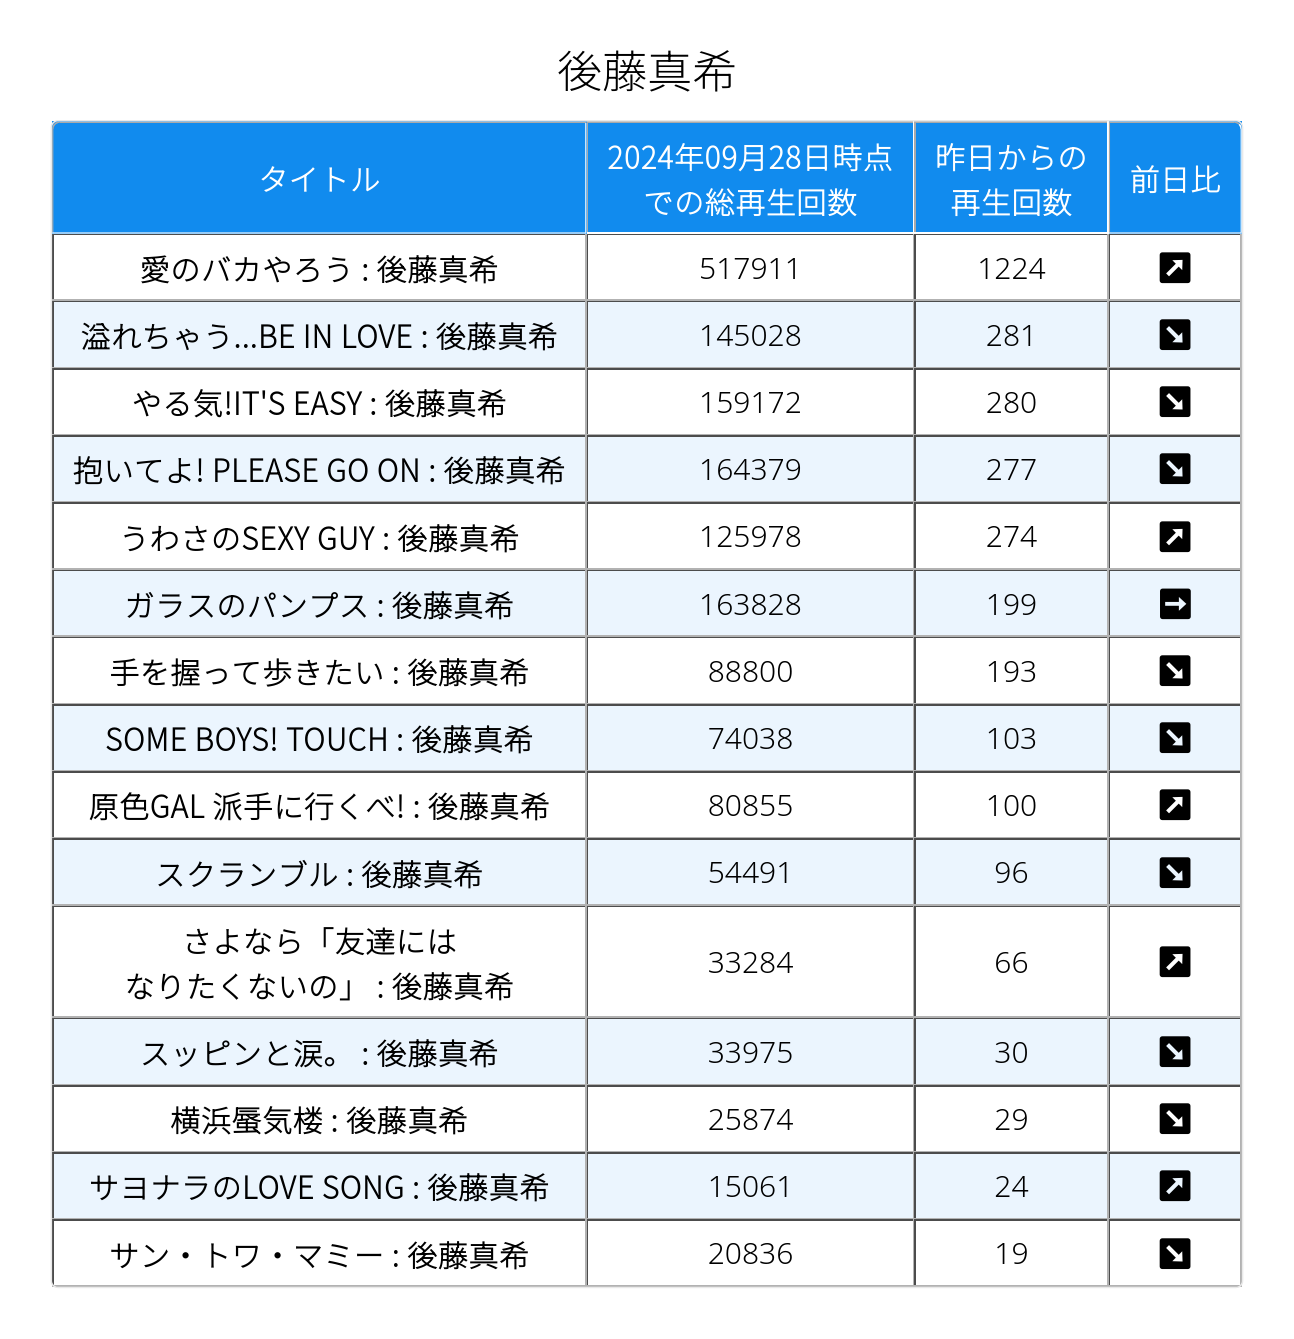 後藤真希
タイトル
2024年09月28日時点
での総再生回数
昨日からの
再生回数
前日比
愛のバカやろう : 後藤真希 517911 1224
溢れちゃう...BE IN LOVE : 後藤真希 145028 281
やる気!IT'S EASY : 後藤真希 159172 280
抱いてよ! PLEASE GO ON : 後藤真希 164379 277
うわさのSEXY GUY : 後藤真希 125978 274
ガラスのパンプス : 後藤真希 163828 199
手を握って歩きたい : 後藤真希 88800 193
SOME BOYS! TOUCH : 後藤真希 74038 103
原色GAL 派手に行くべ! : 後藤真希 80855 100
スクランブル : 後藤真希 54491 96
さよなら「友達には
なりたくないの」 : 後藤真希 33284 66
スッピンと涙。 : 後藤真希 33975 30
横浜蜃気楼 : 後藤真希 25874 29
サヨナラのLOVE SONG : 後藤真希 15061 24
サン・トワ・マミー : 後藤真希 20836 19